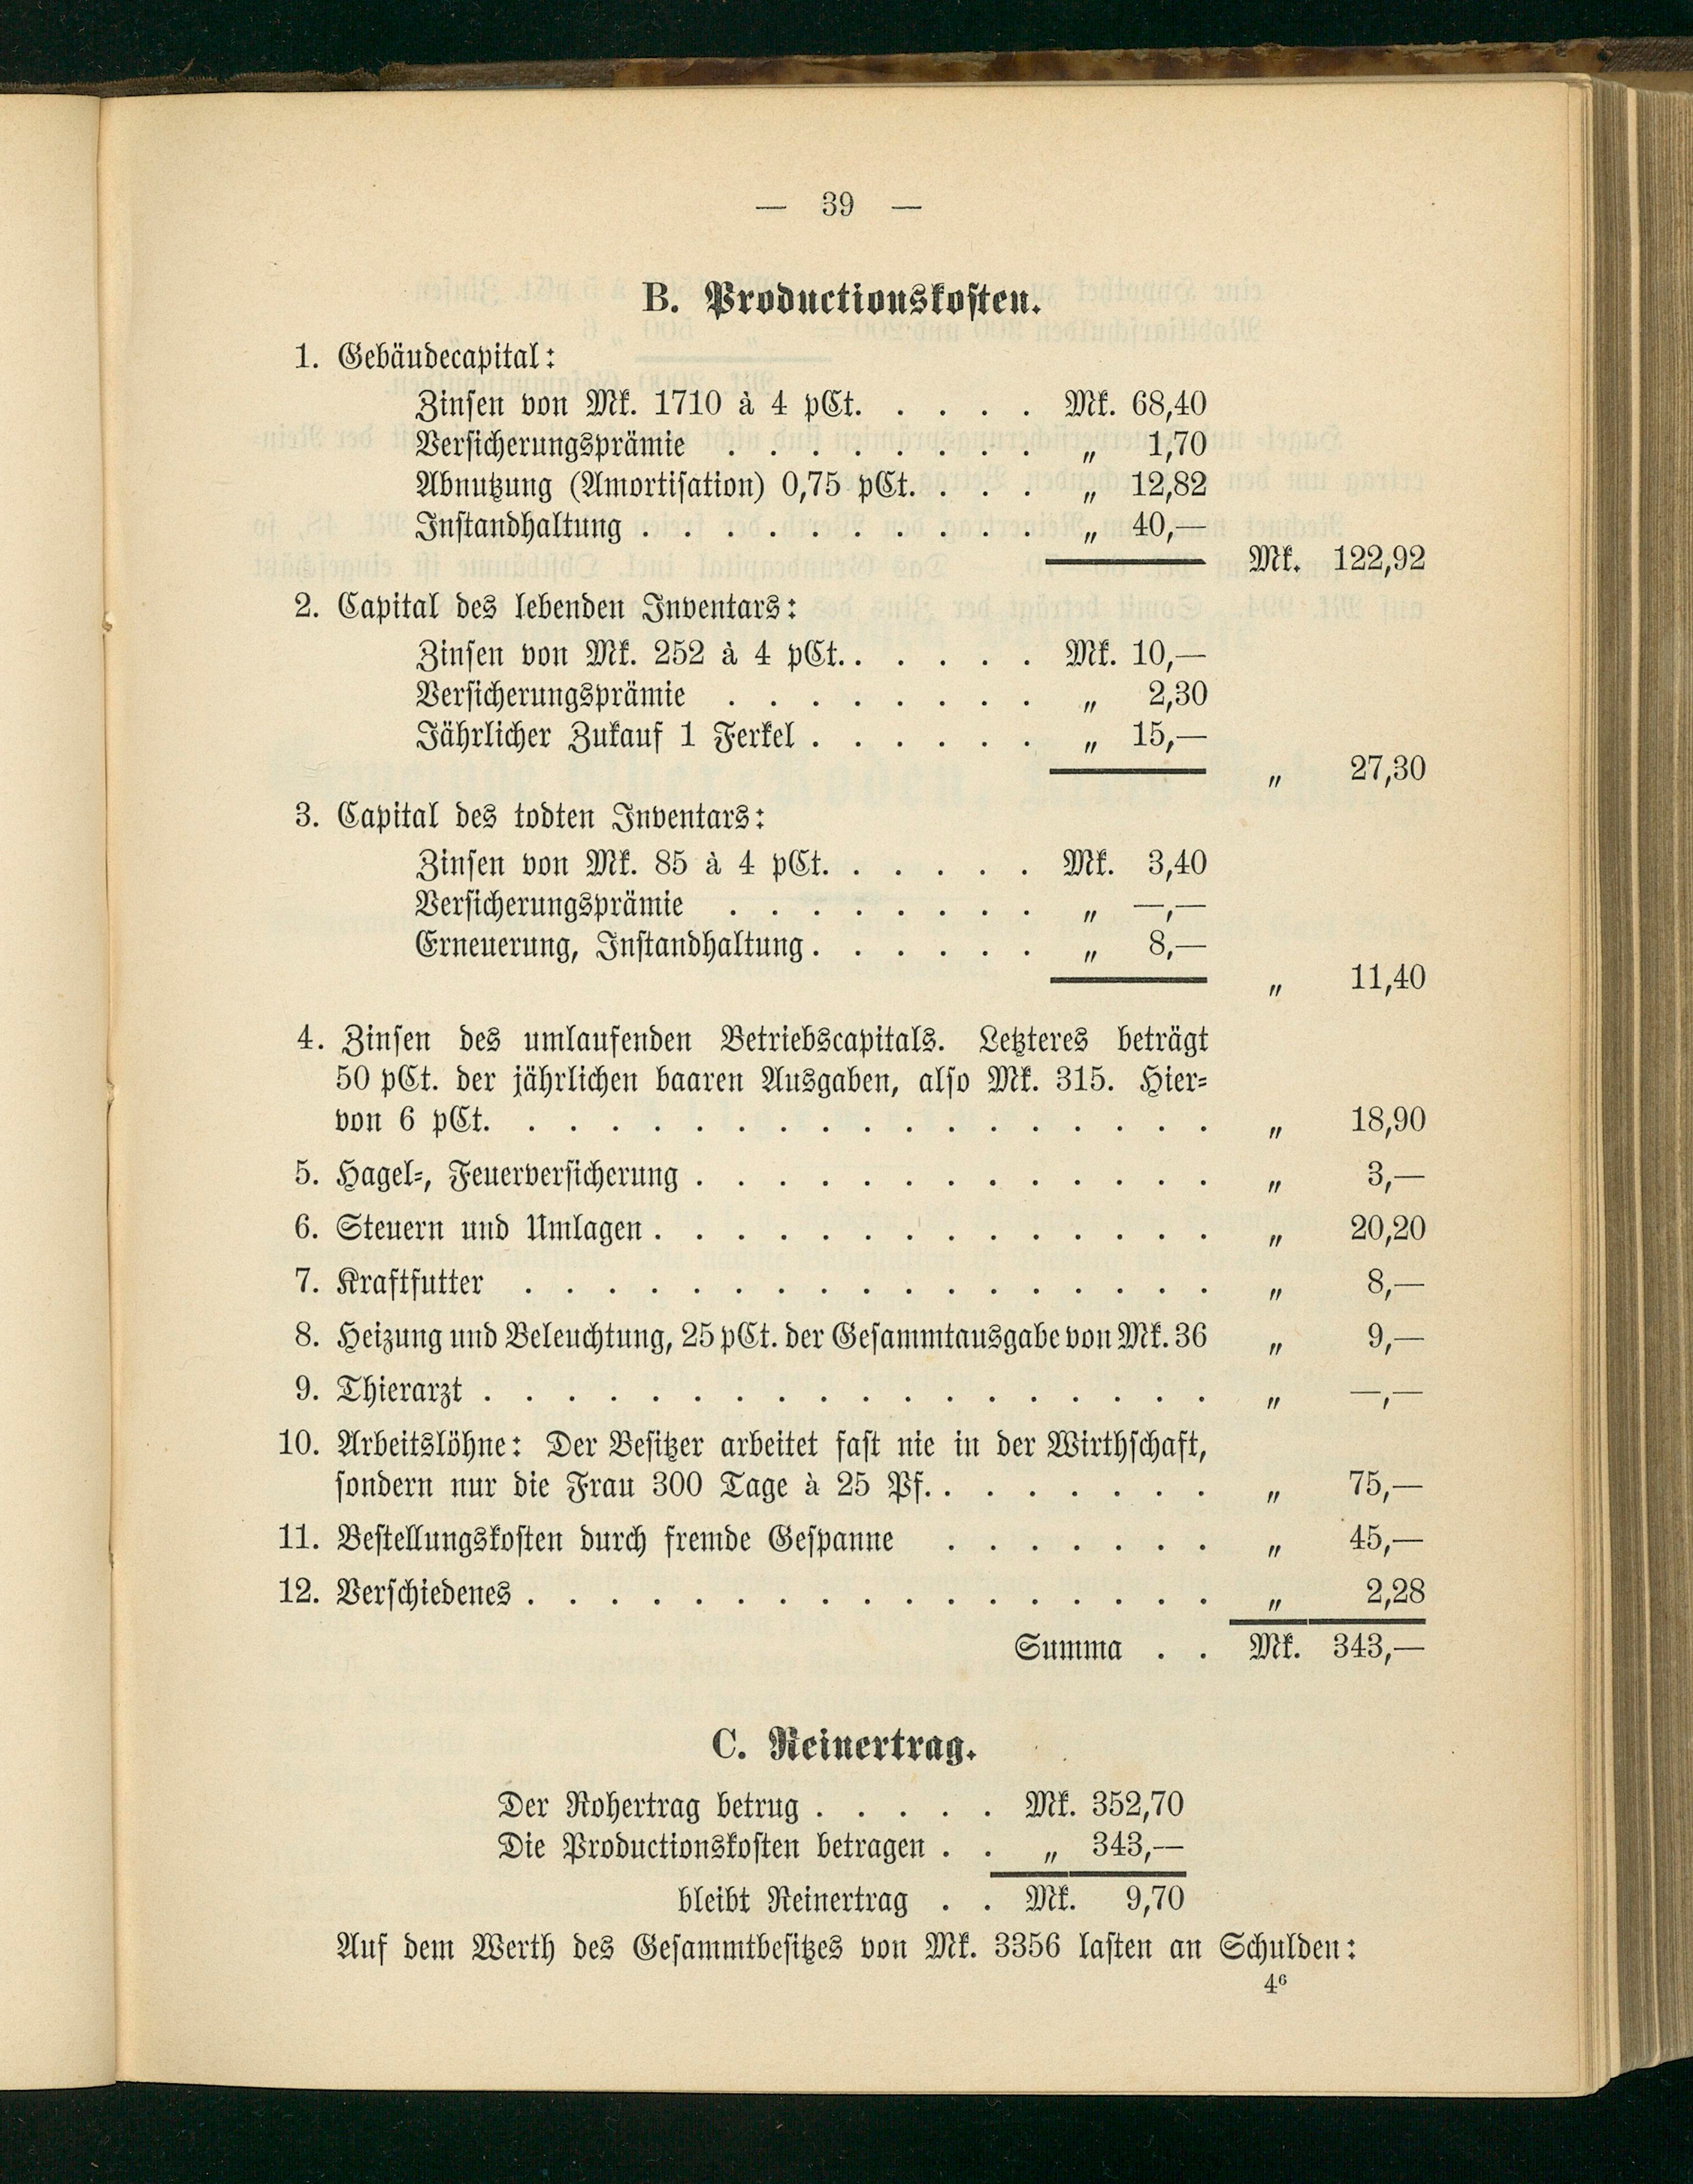 — 39 —
B. Productionskosten.
1. Gebäudecapital:
Zinsen von Mk. 1710 à 4 pCt. . . . . Mk. 68,40
Versicherungsprämie . . . . . . . . „ 1,70
Abnutzung (Amortisation) 0,75 pCt. . . . „ 12,82
Instandhaltung . . . . . . . . . . „ 40,—
Mk. 122,92
2. Capital des lebenden Inventars:
Zinsen von Mk. 252 à 4 pCt. . . . . . Mk. 10,—
Versicherungsprämie . . . . . . . . „ 2,30
Jährlicher Zukauf 1 Ferkel . . . . . . „ 15,—
„ 27,30
3. Capital des todten Inventars:
Zinsen von Mk. 85 à 4 pCt. . . . . . Mk. 3,40
Versicherungsprämie . . . . . . . . „ —,—
Erneuerung, Instandhaltung . . . . . . „ 8,—
„ 11,40
4. Zinsen des umlaufenden Betriebscapitals. Letzteres beträgt
50 pCt. der jährlichen baaren Ausgaben, also Mk. 315. Hier-
von 6 pCt. . . . . . . . . . . . . . . . . . „ 18,90
5. Hagel-, Feuerversicherung . . . . . . . . . . . . . „ 3,—
6. Steuern und Umlagen . . . . . . . . . . . . . . „ 20,20
7. Kraftfutter . . . . . . . . . . . . . . . . . „ 8,—
8. Heizung und Beleuchtung, 25 pCt. der Gesammtausgabe von Mk. 36 „ 9,—
9. Thierarzt . . . . . . . . . . . . . . . . . . „ —,—
10. Arbeitslöhne: Der Besitzer arbeitet fast nie in der Wirthschaft,
sondern nur die Frau 300 Tage à 25 Pf. . . . . . . . „ 75,—
11. Bestellungskosten durch fremde Gespanne . . . . . . . „ 45,—
12. Verschiedenes . . . . . . . . . . . . . . . . . „ 2,28
Summa . . Mk. 343,—
C. Reinertrag.
Der Rohertrag betrug . . . . . Mk. 352,70
Die Productionskosten betragen . . „ 343,—
bleibt Reinertrag . . Mk. 9,70
Auf dem Werth des Gesammtbesitzes von Mk. 3356 lasten an Schulden:
4⁶